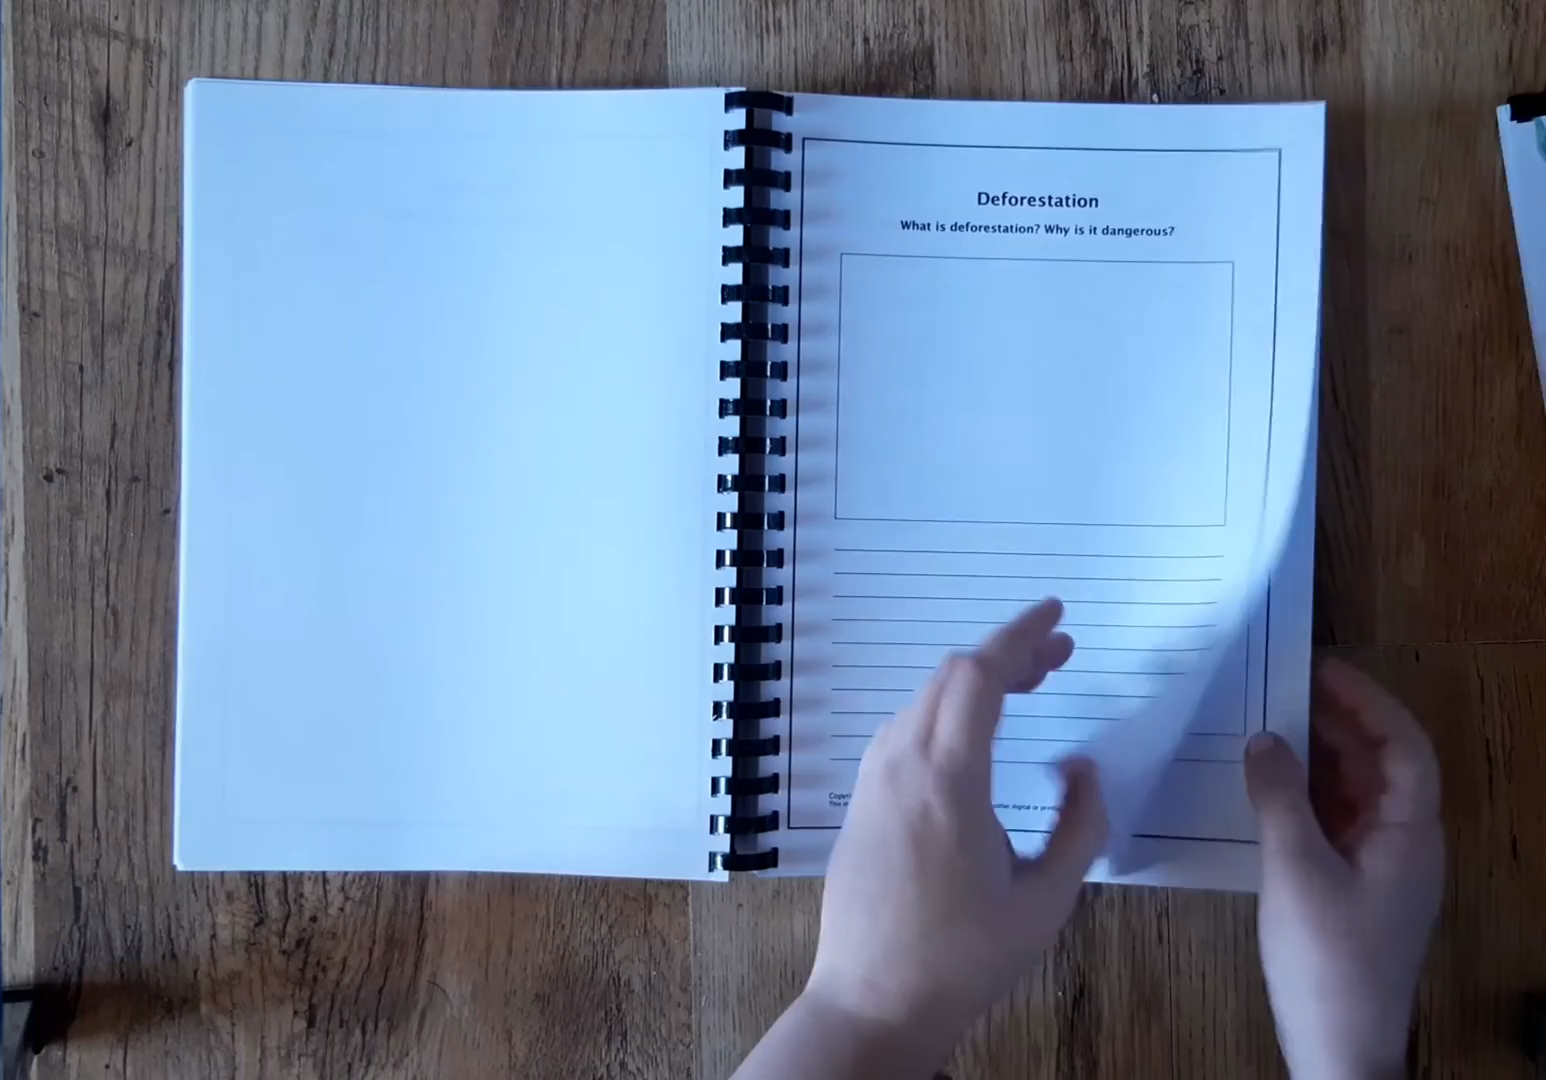 Deforestation
What is deforestation? Why is it dangerous?